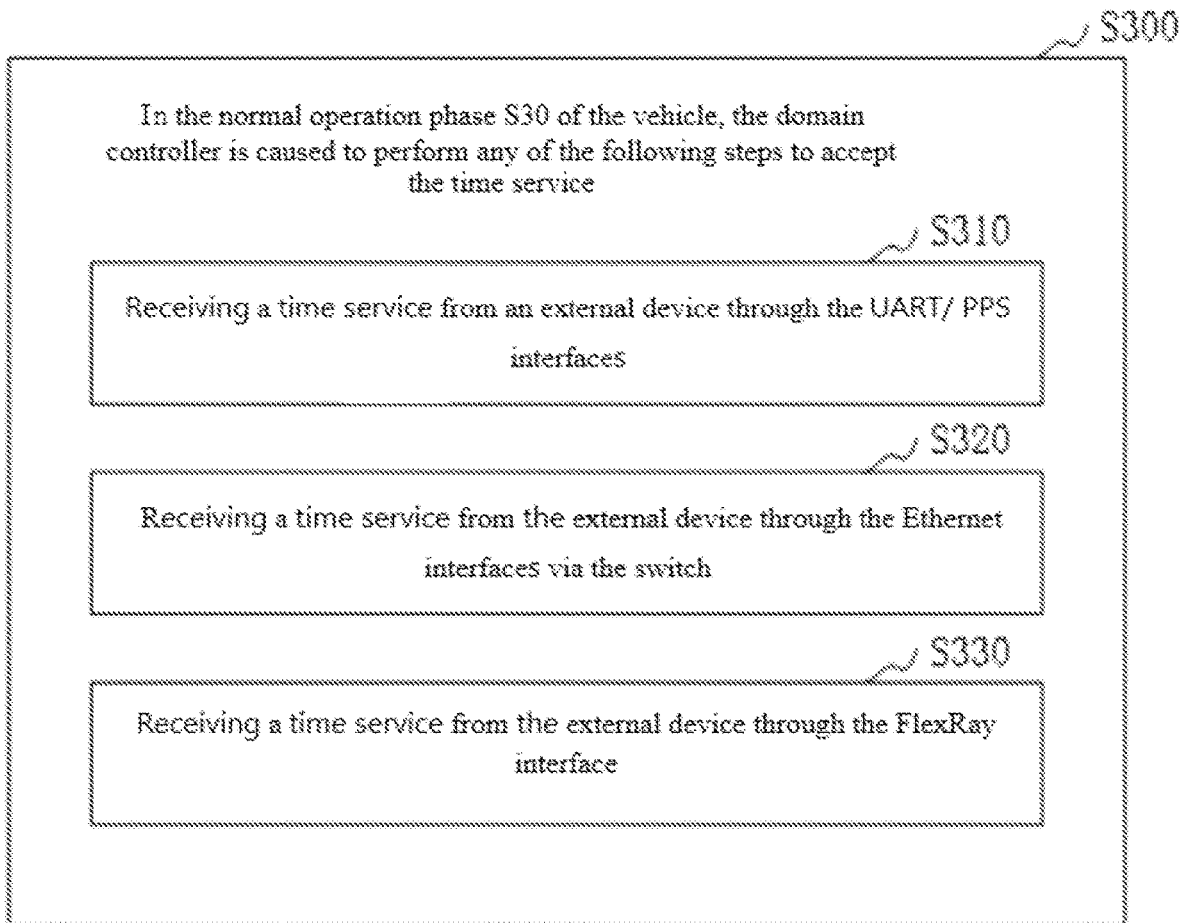 S300
In the normal operation phase S30 of the vehicle, the domain
controller is caused to perform any of the following steps to accept
the time service
S310
Receiving a time service from an external device through the UART/ PPS
interfaces
S320
Receiving a time service from the external device through the Ethernet
interfaces via the switch
S330
Receiving a time service from the external device through the FlexRay
interface